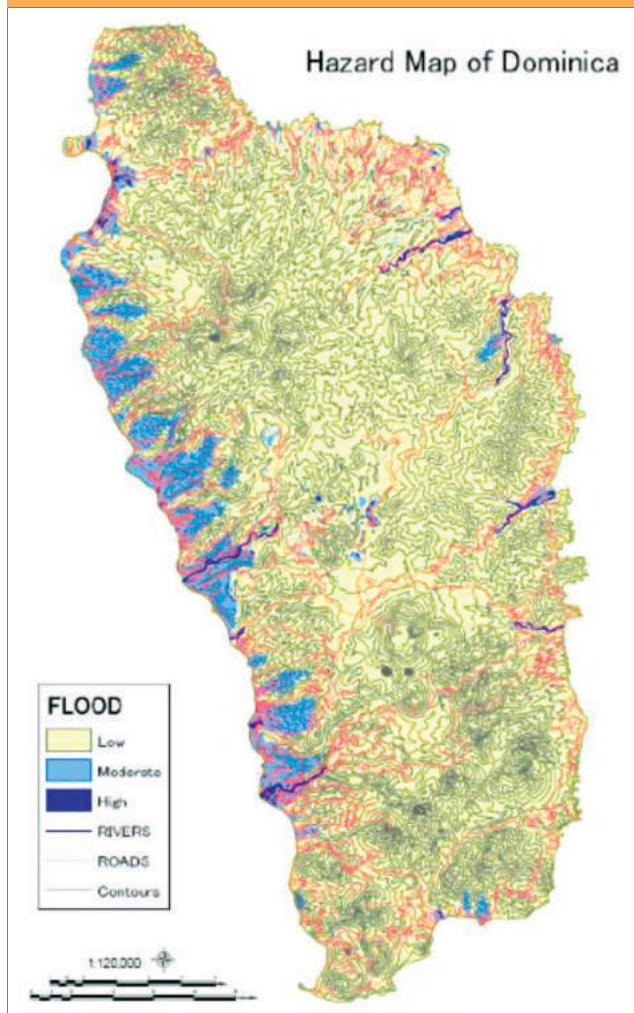 Hazard Map of Dominica
FLOOD
Low
Moderate
High
RIVERS
ROADS
Contours
1:120,000